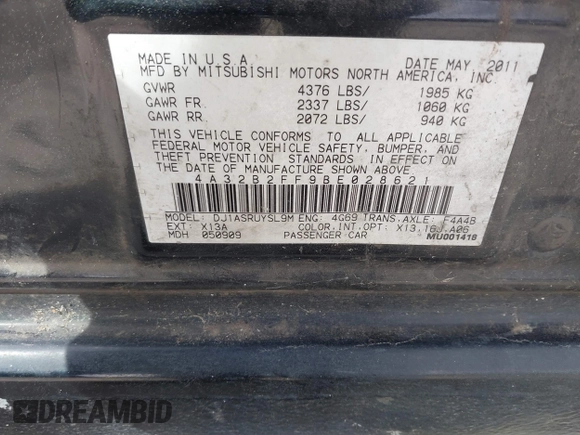 MADE IN U.S.A. DATE MAY 2011
MFD BY MITSUBISHI MOTORS NORTH AMERICA, INC.
GVWR 4376 LBS/ 1985 KG
GAWR FR. 2337 LBS/ 1060 KG
GAWR RR. 2072 LBS/ 940 KG
THIS VEHICLE CONFORMS TO ALL APPLICABLE
FEDERAL MOTOR VEHICLE SAFETY, BUMPER, AND
THEFT PREVENTION STANDARDS IN EFFECT ON
THE DATE OF MANUFACTURE SHOWN ABOVE.
4A32B2FF9BE028621
MODEL: DJ1ASRUYSL9M ENG: 4G69 TRANS.AXLE: F4A4B
EXT: X13A COLOR.INT.OPT: X13.16J.A06
MDH 050909 PASSENGER CAR MU001418
DREAMBID